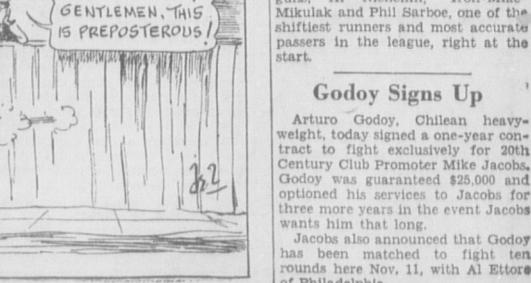 GENTLEMEN, THIS
IS PREPOSTEROUS!
Mikulak and Phil Sarboe, one of the
shiftiest runners and most accurate
passers in the league, right at the
start.
Godoy Signs Up
Arturo Godoy, Chilean heavy-
weight, today signed a one-year con-
tract to fight exclusively for 20th
Century Club Promoter Mike Jacobs.
Godoy was guaranteed $25,000 and
optioned his services to Jacobs for
three more years in the event Jacobs
wants him that long.
Jacobs also announced that Godoy
has been matched to fight ten
rounds here Nov. 11, with Al Ettore
of Philadelphia.